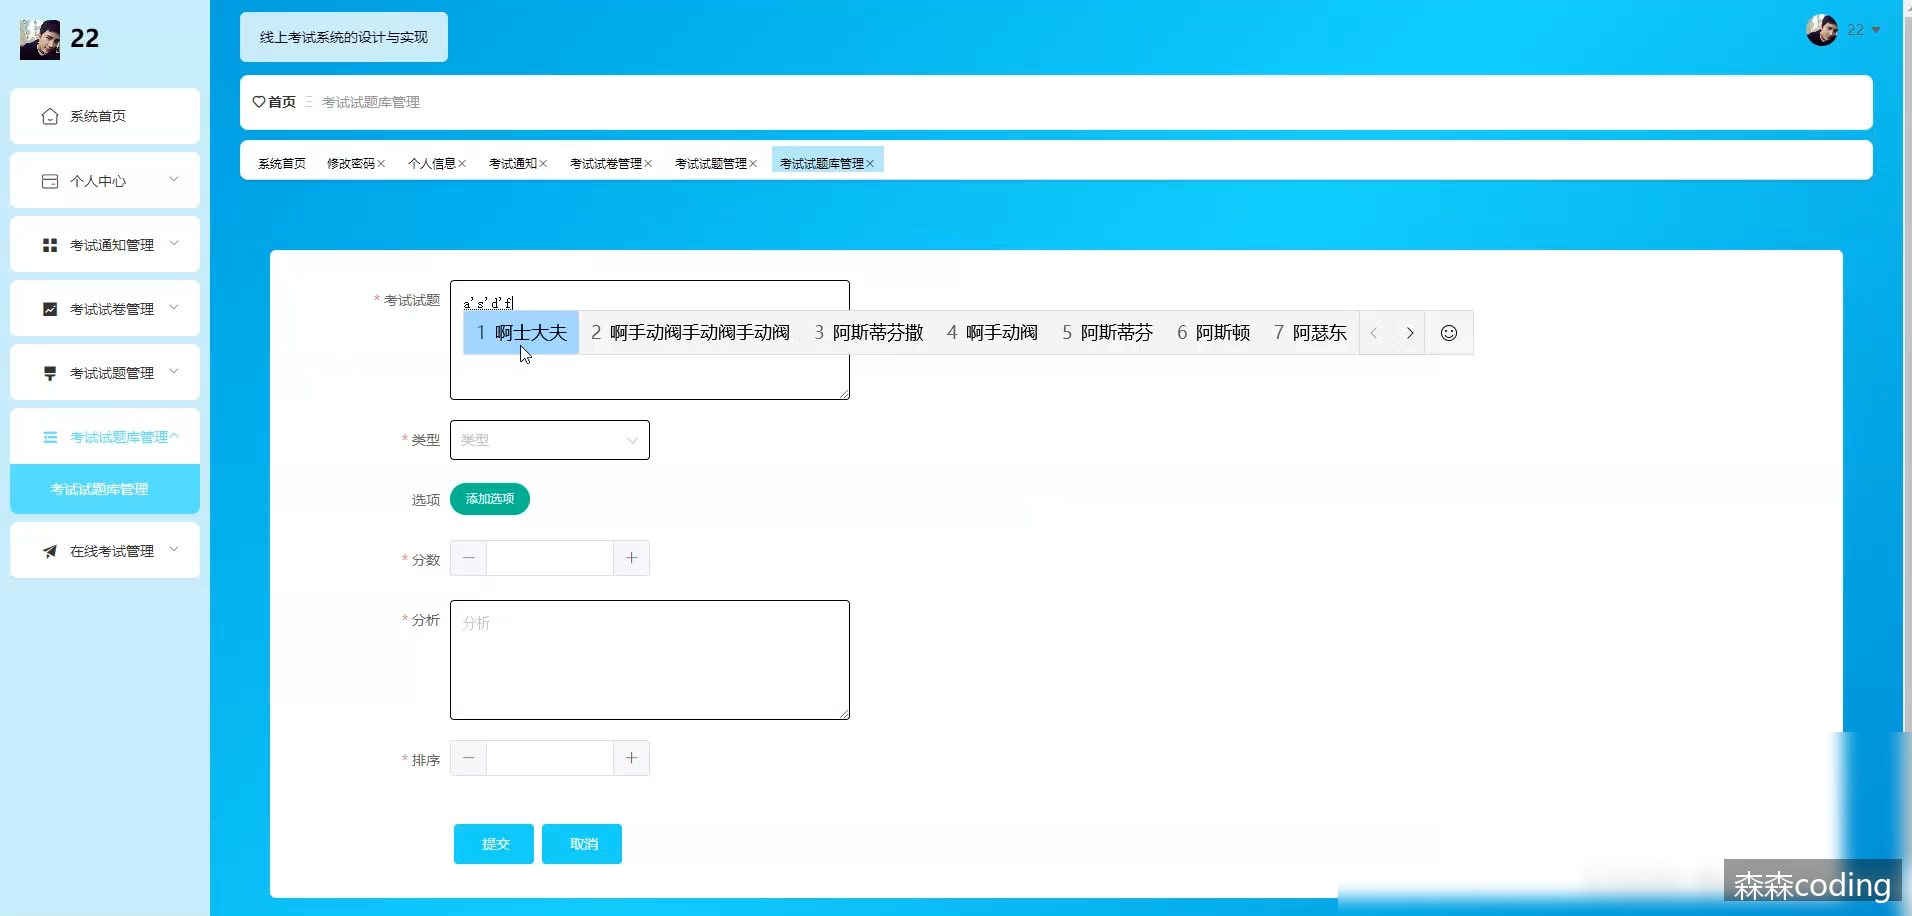 22
系统首页
个人中心
考试通知管理
考试试卷管理
考试试题管理
考试试题库管理
考试试题库管理
在线考试管理
线上考试系统的设计与实现
22
首页 考试试题库管理
系统首页 修改密码× 个人信息× 考试通知× 考试试卷管理× 考试试题管理× 考试试题库管理×
* 考试试题
a's'd'f
1 啊士大夫 2 啊手动阀手动阀手动阀 3 阿斯蒂芬撒 4 啊手动阀 5 阿斯蒂芬 6 阿斯顿 7 阿瑟东
* 类型 类型
选项 添加选项
* 分数
* 分析 分析
* 排序
提交 取消
森森coding